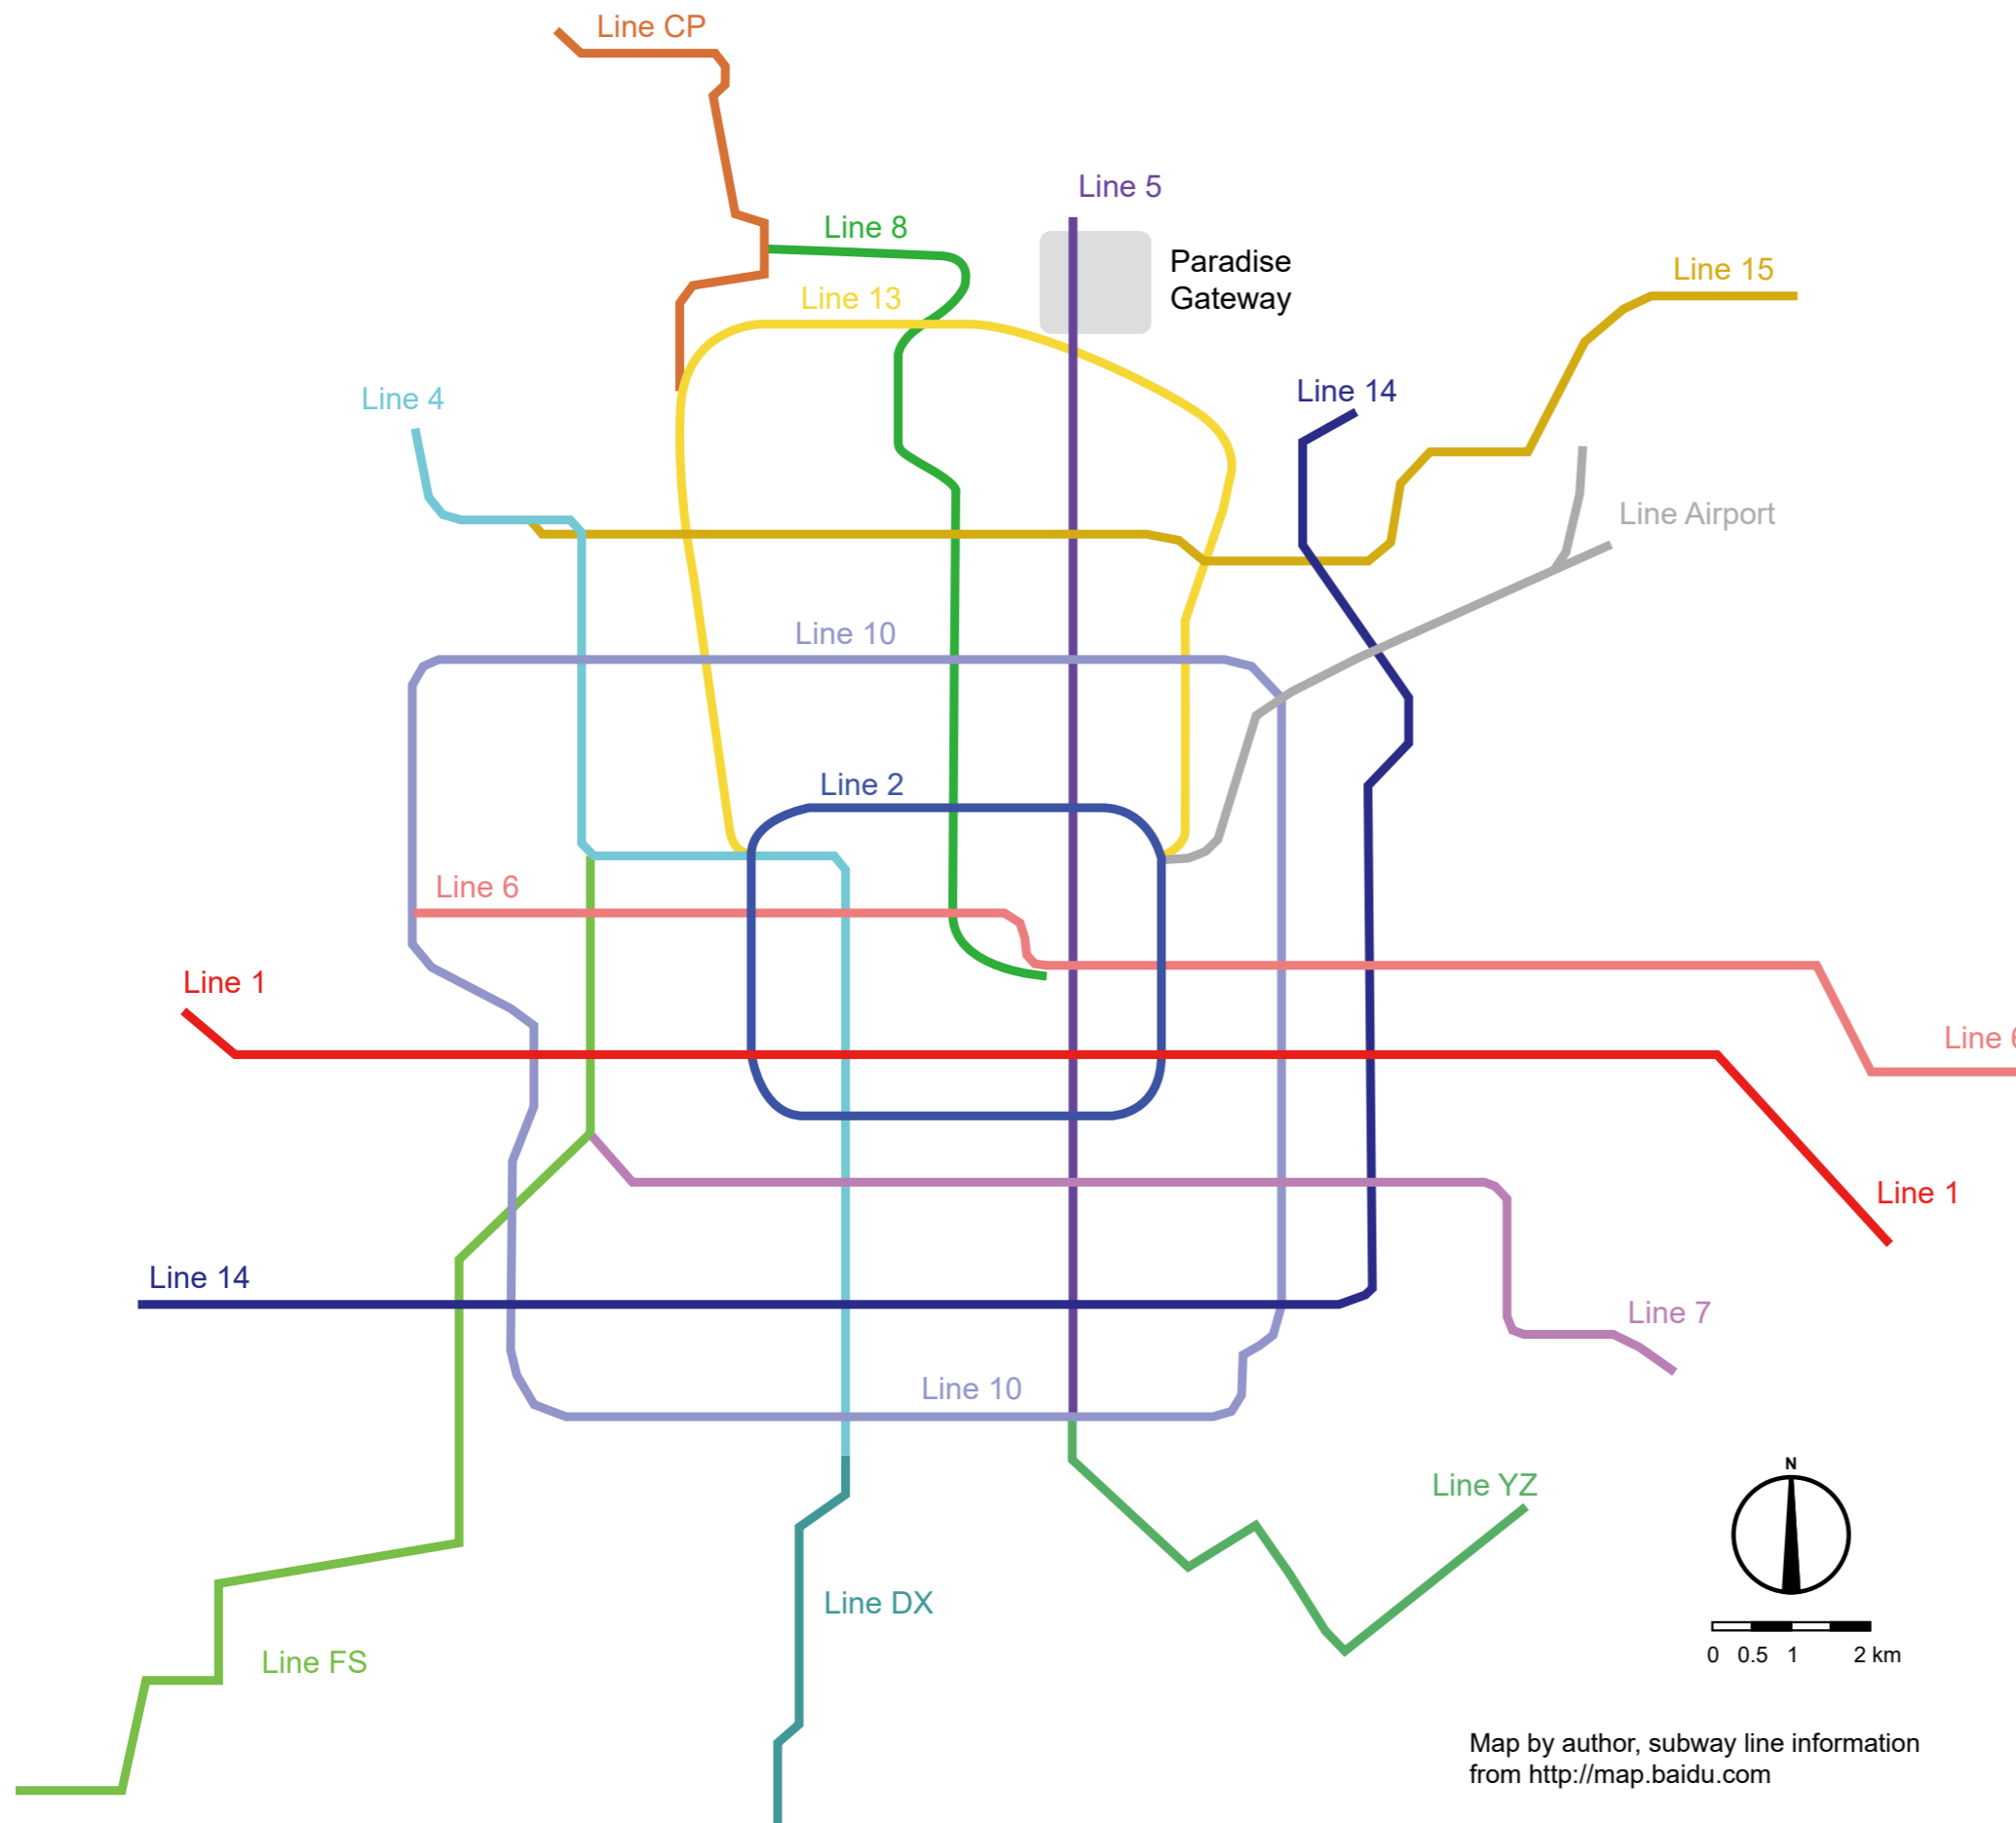 Line CP
Line 5
Line 8
Paradise
Gateway
Line 15
Line 13
Line 14
Line 4
Line Airport
Line 10
Line 2
Line 6
Line 1
Line 6
Line 1
Line 14
Line 7
Line 10
N
Line YZ
Line DX
0 0.5 1 2 km
Line FS
Map by author, subway line information
from http://map.baidu.com